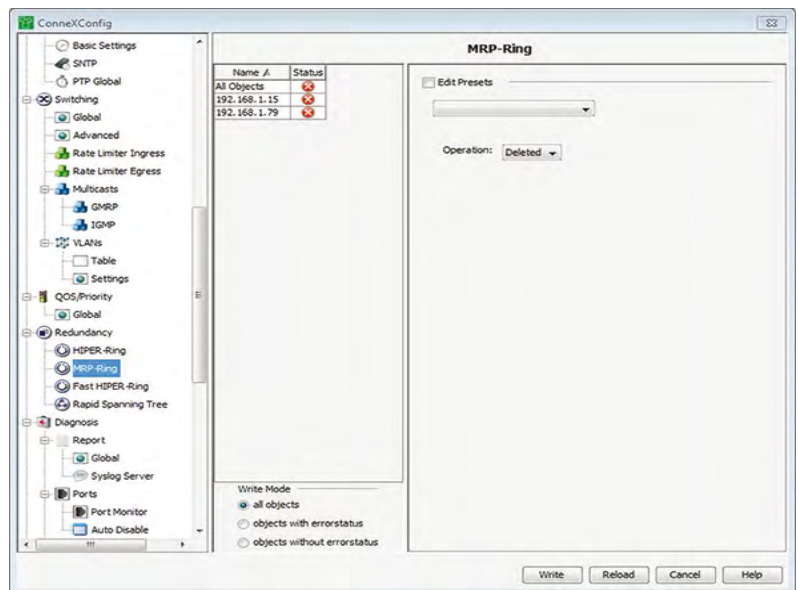 ConneXConfig
Basic Settings
SNTP
PTP Global
Switching
Global
Advanced
Rate Limiter Ingress
Rate Limiter Egress
Multicasts
GMRP
IGMP
VLANs
Table
Settings
QOS/Priority
Global
Redundancy
HIPER-Ring
MRP-Ring
Fast HIPER-Ring
Rapid Spanning Tree
Diagnosis
Report
Global
Syslog Server
Ports
Port Monitor
Auto Disable
MRP-Ring
Name Status
All Objects
192.168.1.15
192.168.1.79
Write Mode
all objects
objects with errorstatus
objects without errorstatus
Edit Presets
Operation: Deleted
Write Reload Cancel Help